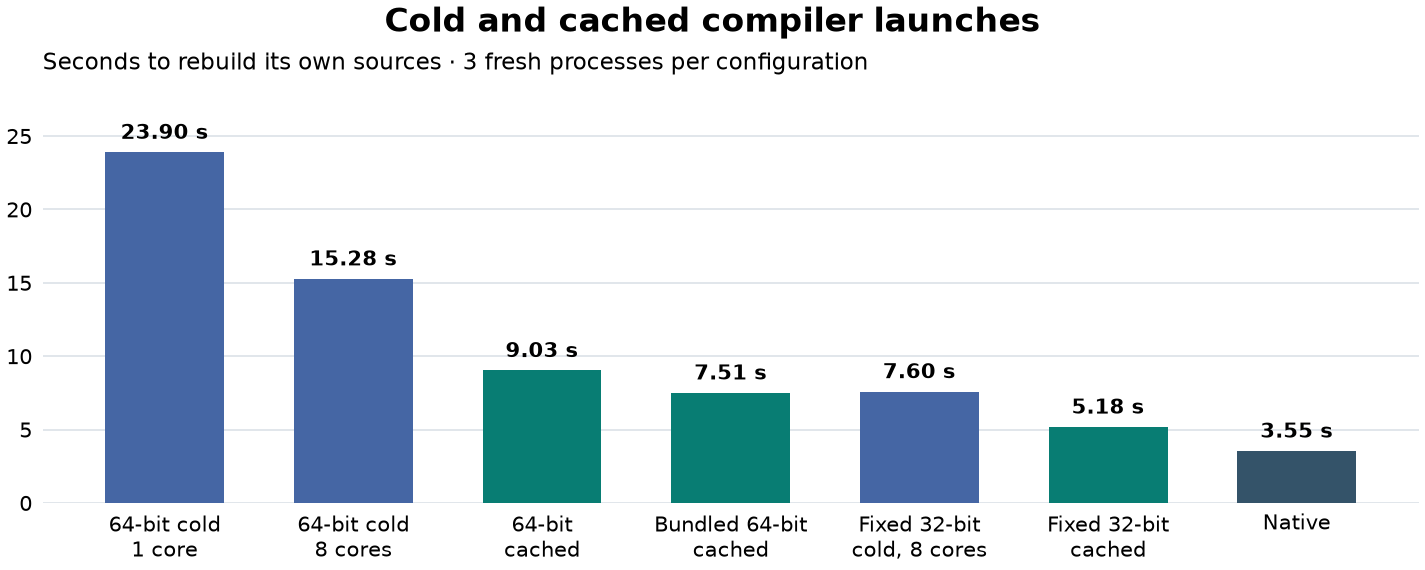 Cold and cached compiler launches
Seconds to rebuild its own sources · 3 fresh processes per configuration
25
20
15
10
5
0
23.90 s
15.28 s
9.03 s
7.51 s
7.60 s
5.18 s
3.55 s
64-bit cold
1 core
64-bit cold
8 cores
64-bit
cached
Bundled 64-bit
cached
Fixed 32-bit
cold, 8 cores
Fixed 32-bit
cached
Native